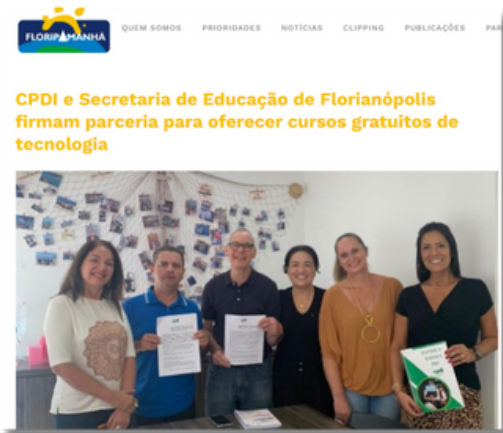 FLORIPAMANHÃ
QUEM SOMOS PRIORIDADES NOTÍCIAS CLIPPING PUBLICAÇÕES PAR
CPDI e Secretaria de Educação de Florianópolis
firmam parceria para oferecer cursos gratuitos de
tecnologia